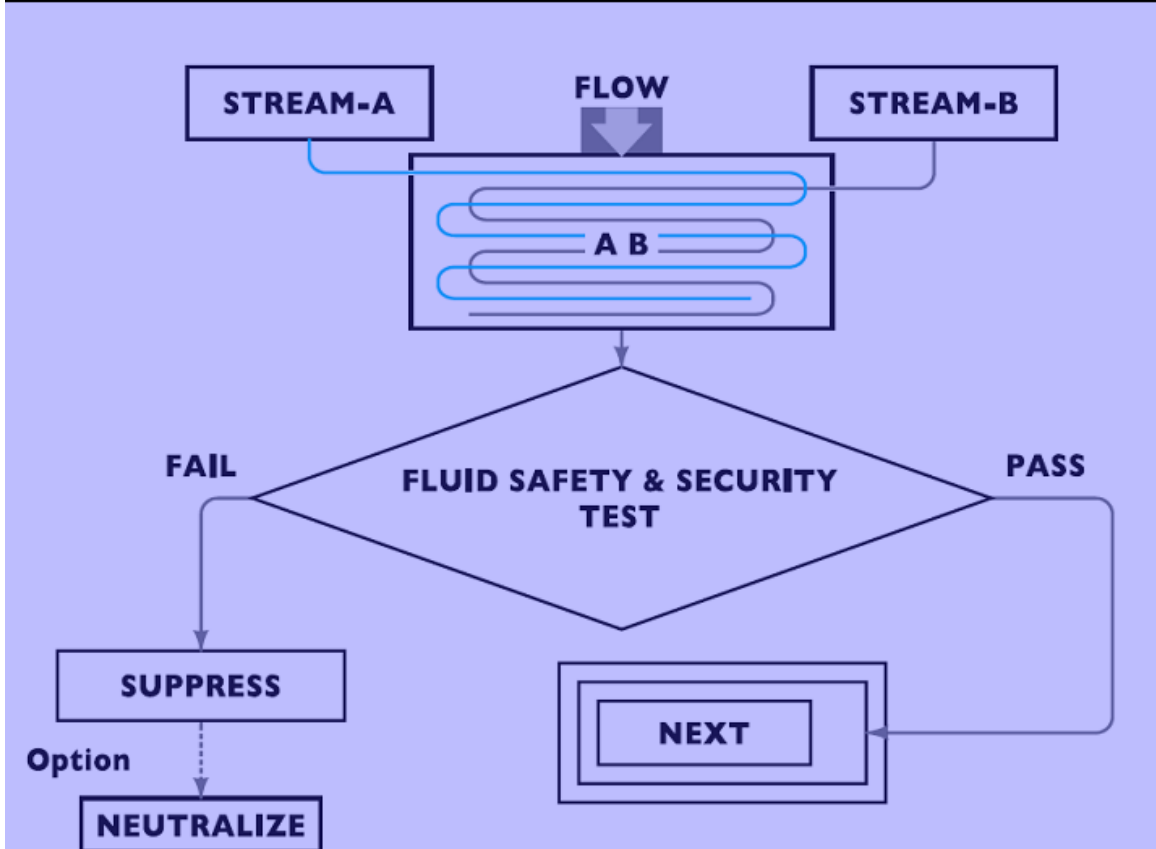 STREAM-A
FLOW
STREAM-B
A B
FAIL
FLUID SAFETY & SECURITY
TEST
PASS
SUPPRESS
NEXT
Option
NEUTRALIZE